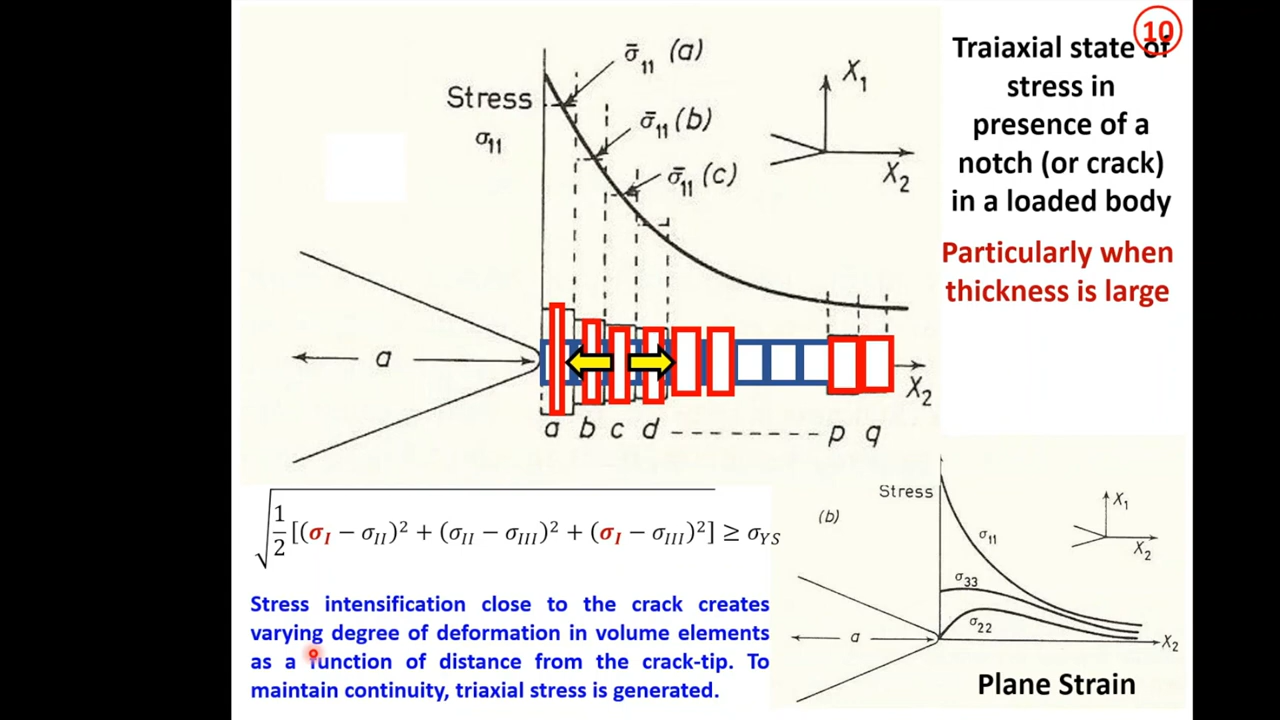 10
Traiaxial state of
stress in
presence of a
notch (or crack)
in a loaded body
Particularly when
thickness is large
σ̄11 (a)
Stress
σ11
σ̄11 (b)
σ̄11 (c)
X1
X2
a
X2
a b c d p q
√ 1/2 [(σI − σII)² + (σII − σIII)² + (σI − σIII)²] ≥ σYS
Stress intensification close to the crack creates
varying degree of deformation in volume elements
as a function of distance from the crack-tip. To
maintain continuity, triaxial stress is generated.
Stress
(b)
X1
X2
σ11
σ33
σ22
a
X2
Plane Strain